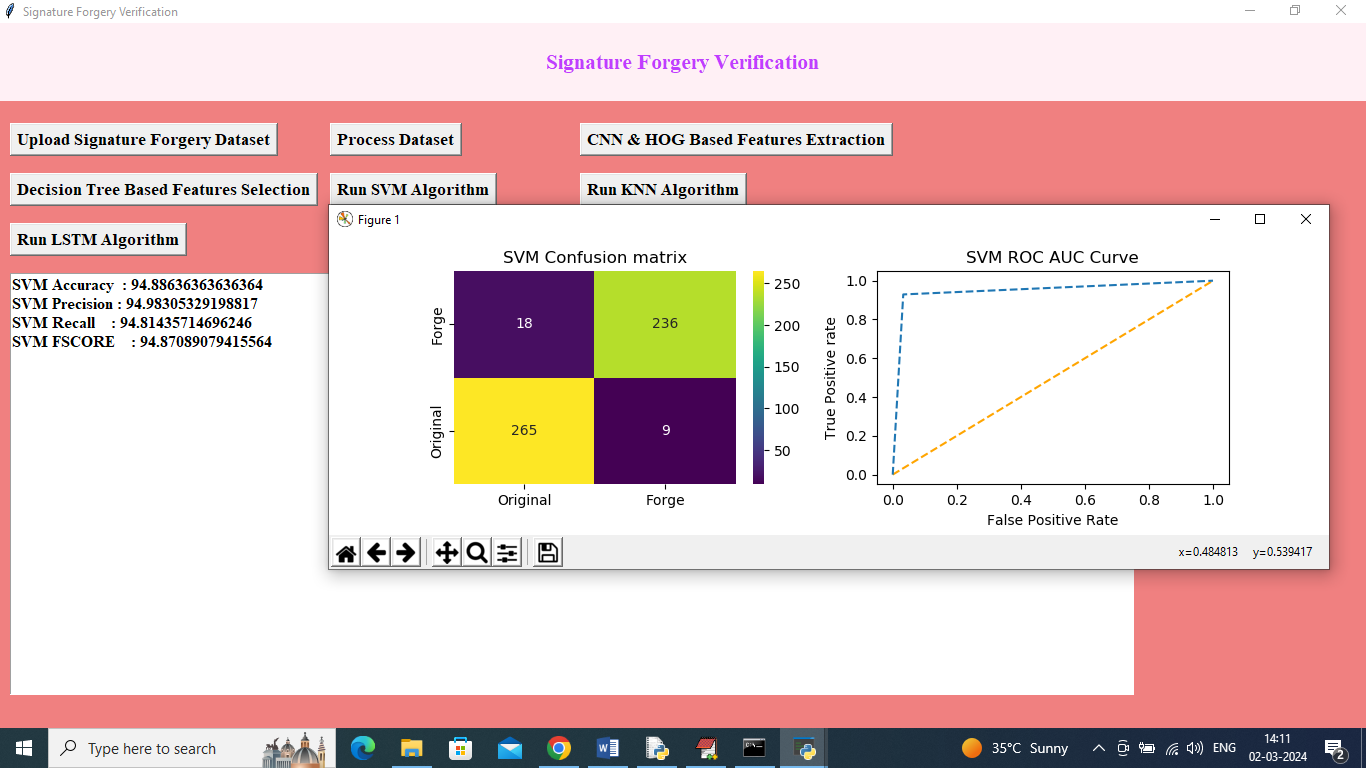 Signature Forgery Verification
Signature Forgery Verification
Upload Signature Forgery Dataset
Process Dataset
CNN & HOG Based Features Extraction
Decision Tree Based Features Selection
Run SVM Algorithm
Run KNN Algorithm
Run LSTM Algorithm
SVM Accuracy : 94.88636363636364
SVM Precision : 94.98305329198817
SVM Recall : 94.81435714696246
SVM FSCORE : 94.87089079415564
Figure 1
SVM Confusion matrix
Forge
Original
18
236
265
9
Original
Forge
250
200
150
100
50
SVM ROC AUC Curve
True Positive rate
1.0
0.8
0.6
0.4
0.2
0.0
0.0 0.2 0.4 0.6 0.8 1.0
False Positive Rate
x=0.484813 y=0.539417
Type here to search
35°C Sunny
ENG
14:11
02-03-2024
2